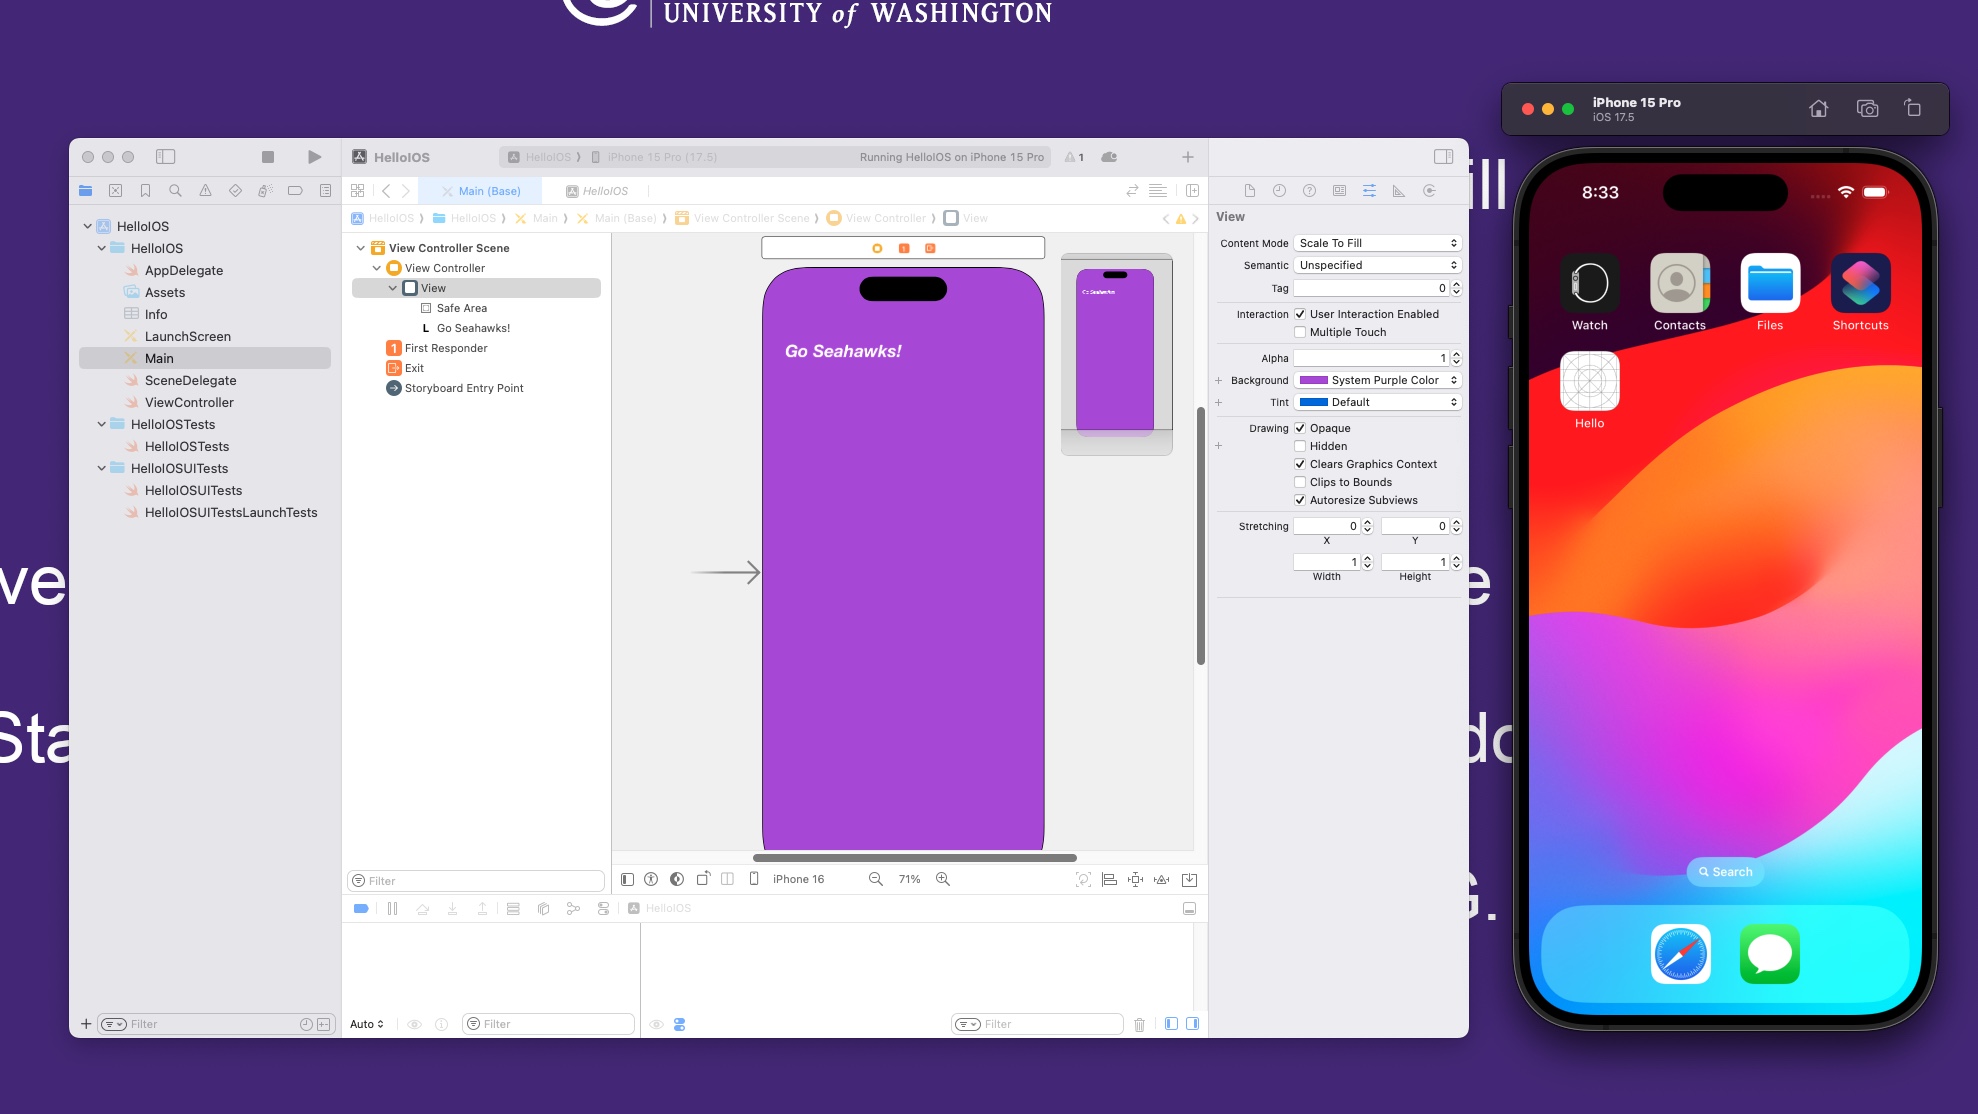 UNIVERSITY of WASHINGTON
ill
ve
e
Sta
do
G.
HelloIOS
HelloIOS
iPhone 15 Pro (17.5)
Running HelloIOS on iPhone 15 Pro
1
Main (Base)
HelloIOS
HelloIOS
HelloIOS
Main
Main (Base)
View Controller Scene
View Controller
View
HelloIOS
HelloIOS
AppDelegate
Assets
Info
LaunchScreen
Main
SceneDelegate
ViewController
HelloIOSTests
HelloIOSTests
HelloIOSUITests
HelloIOSUITests
HelloIOSUITestsLaunchTests
Filter
View Controller Scene
View Controller
View
Safe Area
L Go Seahawks!
1 First Responder
Exit
Storyboard Entry Point
Filter
1
Go Seahawks!
Go Seahawks!
iPhone 16
71%
HelloIOS
Auto
Filter
Filter
View
Content Mode Scale To Fill
Semantic Unspecified
Tag 0
Interaction User Interaction Enabled
Multiple Touch
Alpha 1
Background System Purple Color
Tint Default
Drawing Opaque
Hidden
Clears Graphics Context
Clips to Bounds
Autoresize Subviews
Stretching 0 0
X Y
1 1
Width Height
iPhone 15 Pro
iOS 17.5
8:33
Watch
Contacts
Files
Shortcuts
Hello
Search